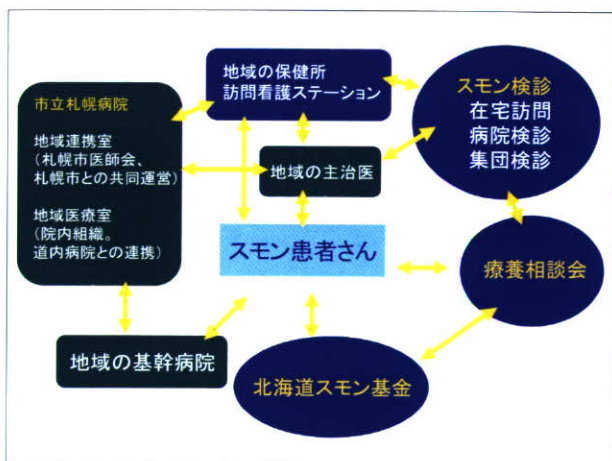 地域の保健所
訪問看護ステーション
スモン検診
在宅訪問
病院検診
集団検診
市立札幌病院
地域連携室
(札幌市医師会、
札幌市との共同運営)
地域医療室
(院内組織。
道内病院との連携)
地域の主治医
スモン患者さん
療養相談会
地域の基幹病院
北海道スモン基金